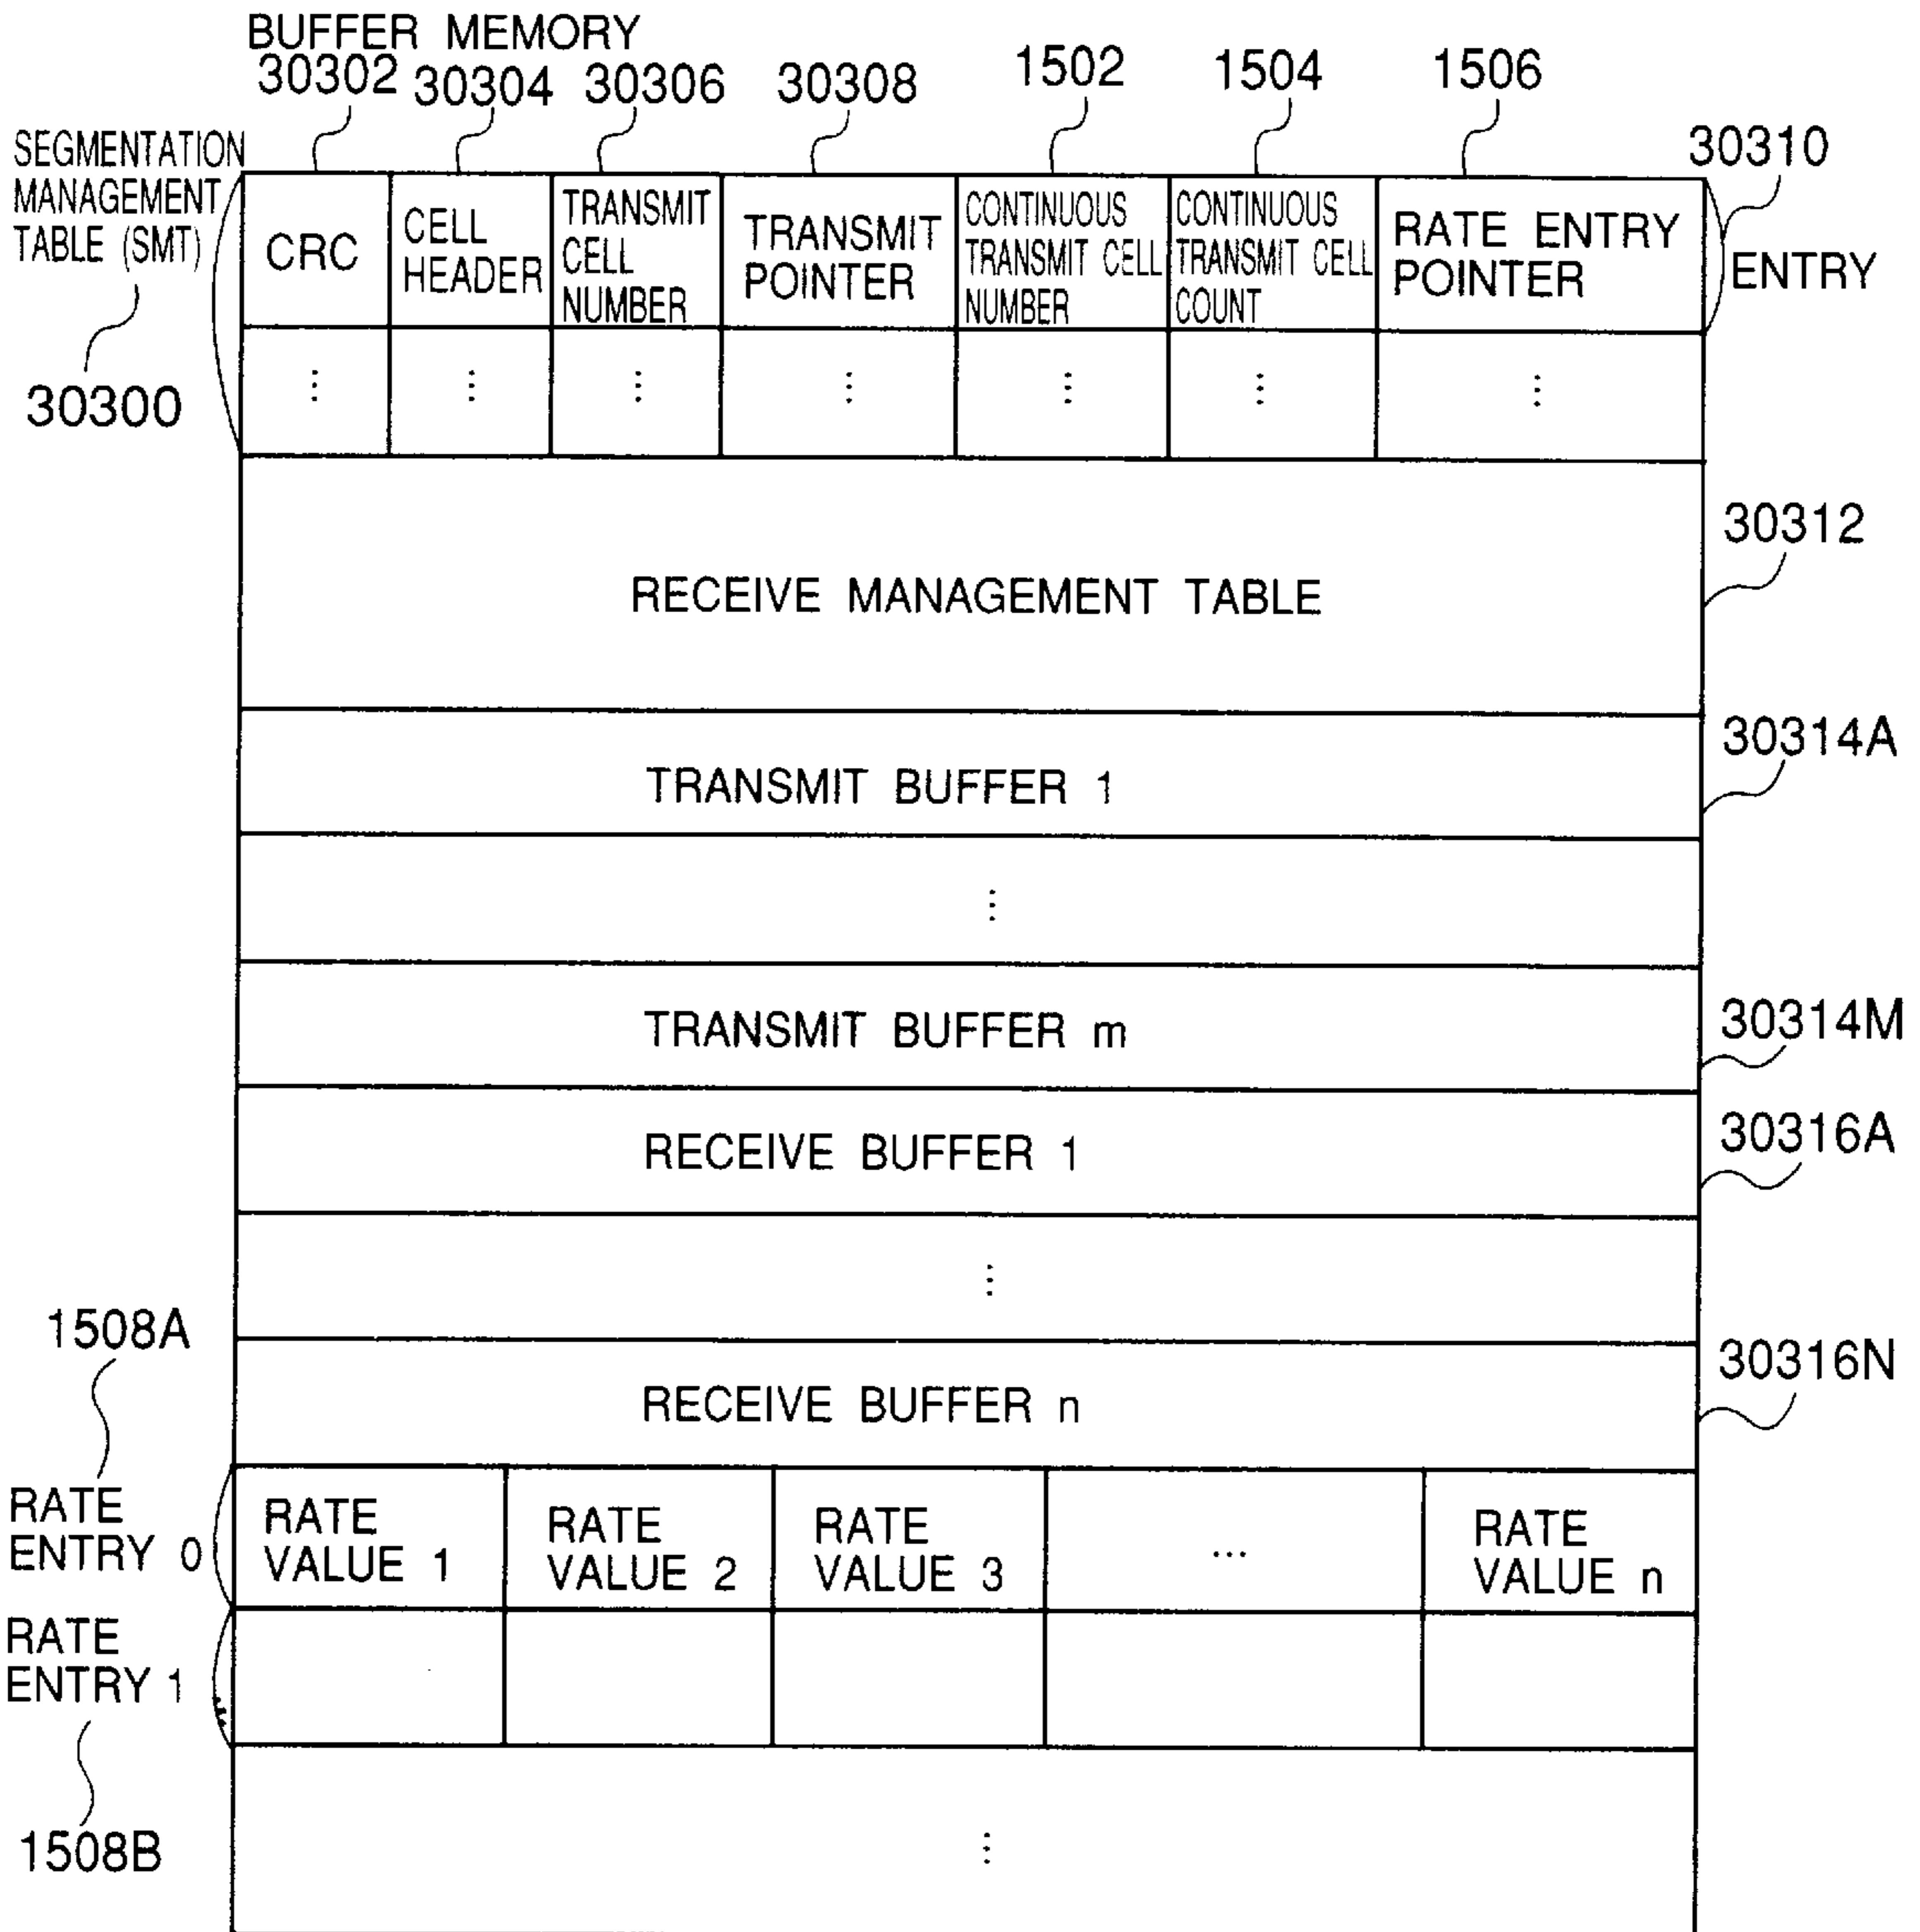 BUFFER MEMORY
30302 30304 30306 30308 1502 1504 1506
30310
SEGMENTATION
MANAGEMENT
TABLE (SMT)
30300
CRC
CELL
HEADER
TRANSMIT
CELL
NUMBER
TRANSMIT
POINTER
CONTINUOUS
TRANSMIT CELL
NUMBER
CONTINUOUS
TRANSMIT CELL
COUNT
RATE ENTRY
POINTER
ENTRY
⋮ ⋮ ⋮ ⋮ ⋮ ⋮ ⋮
RECEIVE MANAGEMENT TABLE
30312
TRANSMIT BUFFER 1
30314A
⋮
TRANSMIT BUFFER m
30314M
RECEIVE BUFFER 1
30316A
⋮
RECEIVE BUFFER n
30316N
1508A
RATE
ENTRY 0
RATE
VALUE 1
RATE
VALUE 2
RATE
VALUE 3
...
RATE
VALUE n
RATE
ENTRY 1
1508B
⋮